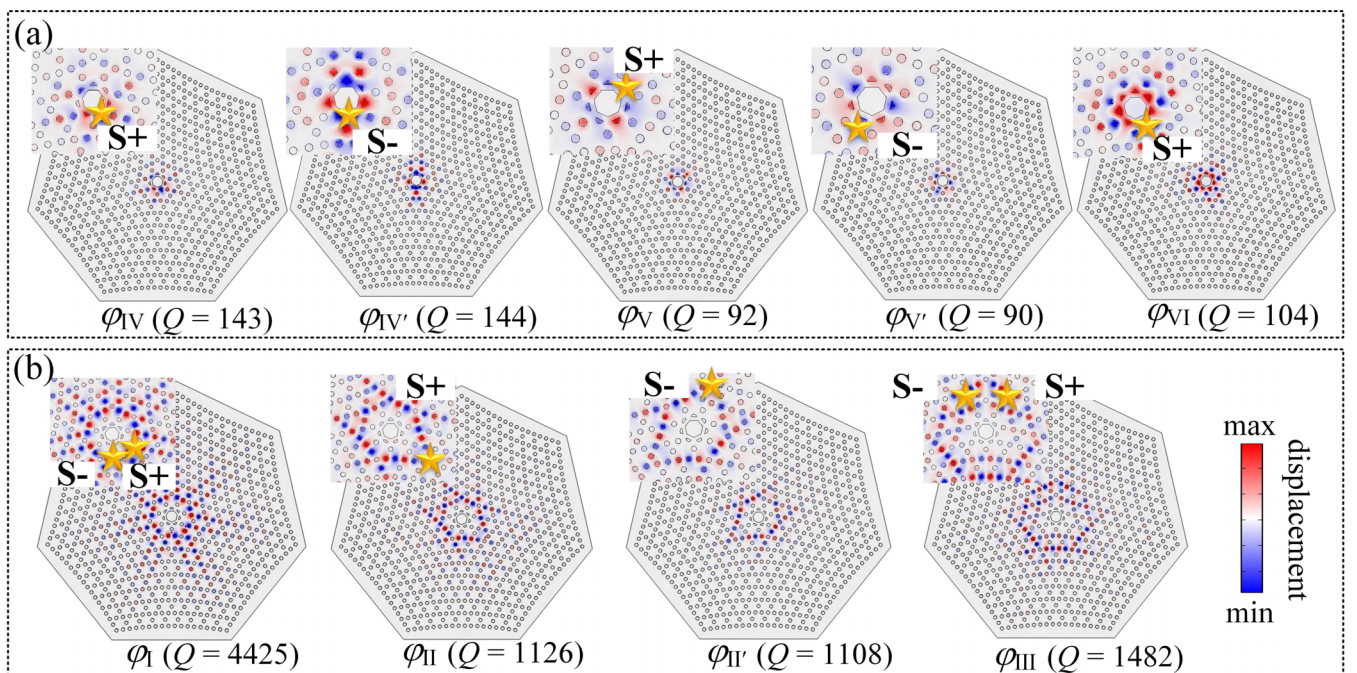 (a)
S+
S-
S+
S-
S+
φIV (Q = 143)
φIV′ (Q = 144)
φV (Q = 92)
φV′ (Q = 90)
φVI (Q = 104)
(b)
S- S+
S+
S-
S- S+
max
displacement
min
φI (Q = 4425)
φII (Q = 1126)
φII′ (Q = 1108)
φIII (Q = 1482)